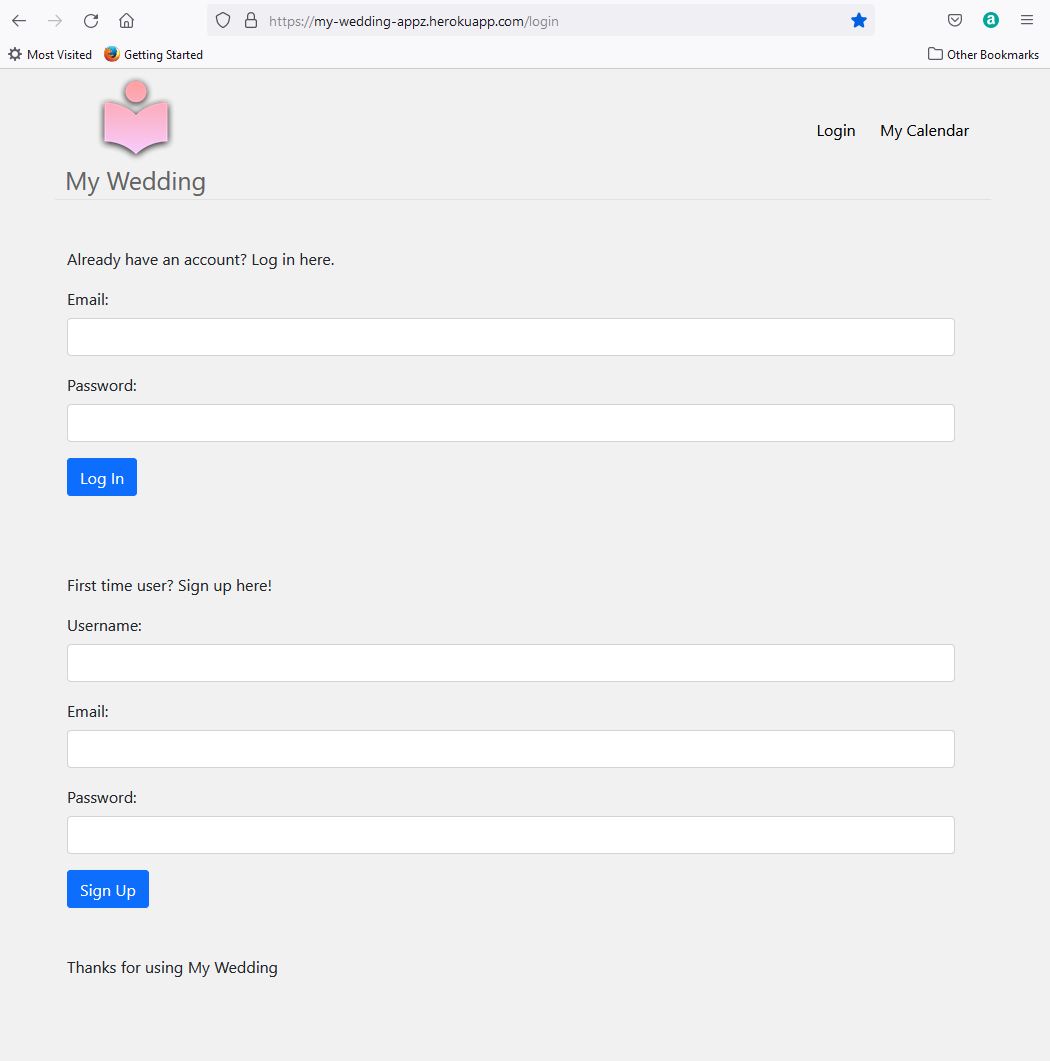 https://my-wedding-appz.herokuapp.com/login
a
Most Visited Getting Started Other Bookmarks
Login My Calendar
My Wedding
Already have an account? Log in here.
Email:
Password:
Log In
First time user? Sign up here!
Username:
Email:
Password:
Sign Up
Thanks for using My Wedding